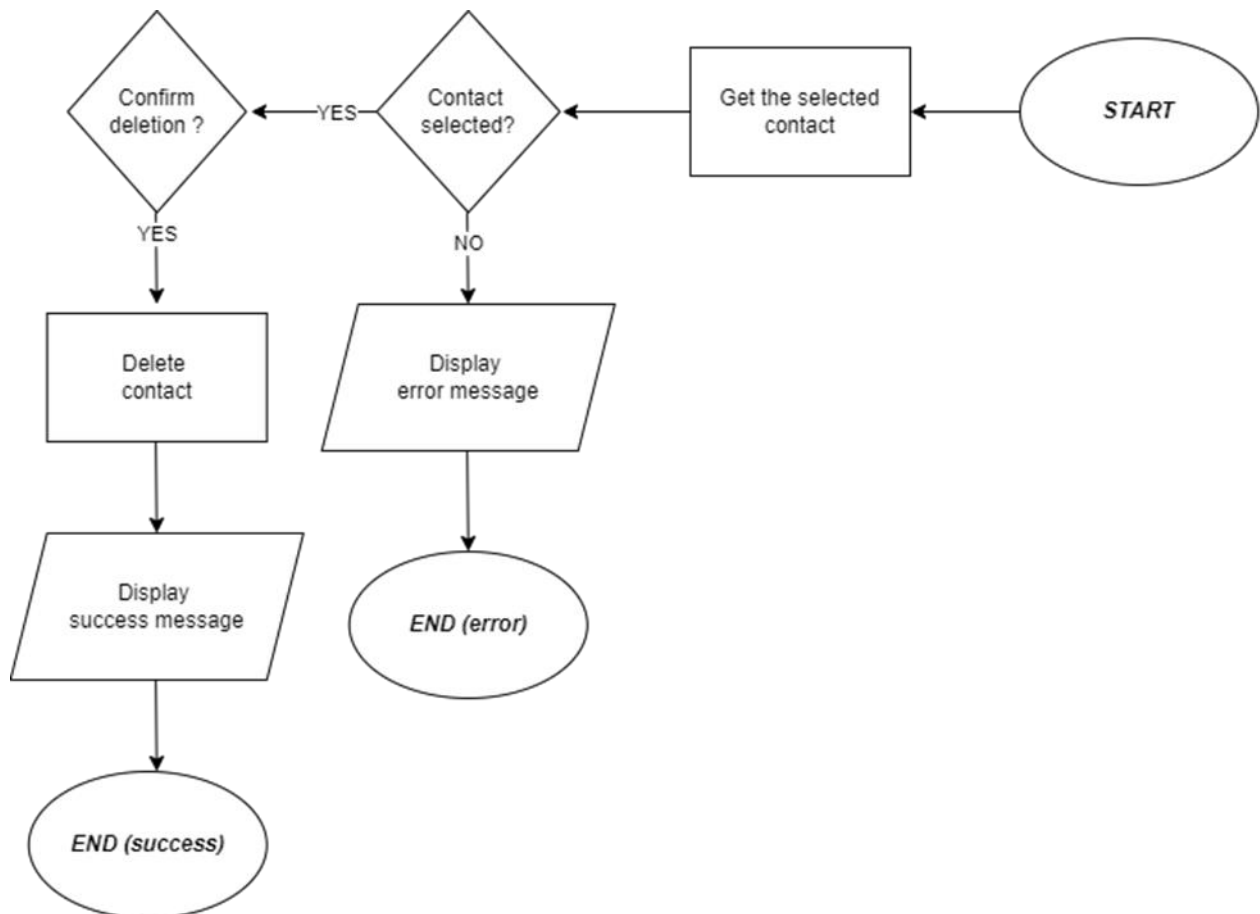 START
Get the selected
contact
Contact
selected?
YES
Confirm
deletion ?
NO
YES
Display
error message
Delete
contact
END (error)
Display
success message
END (success)